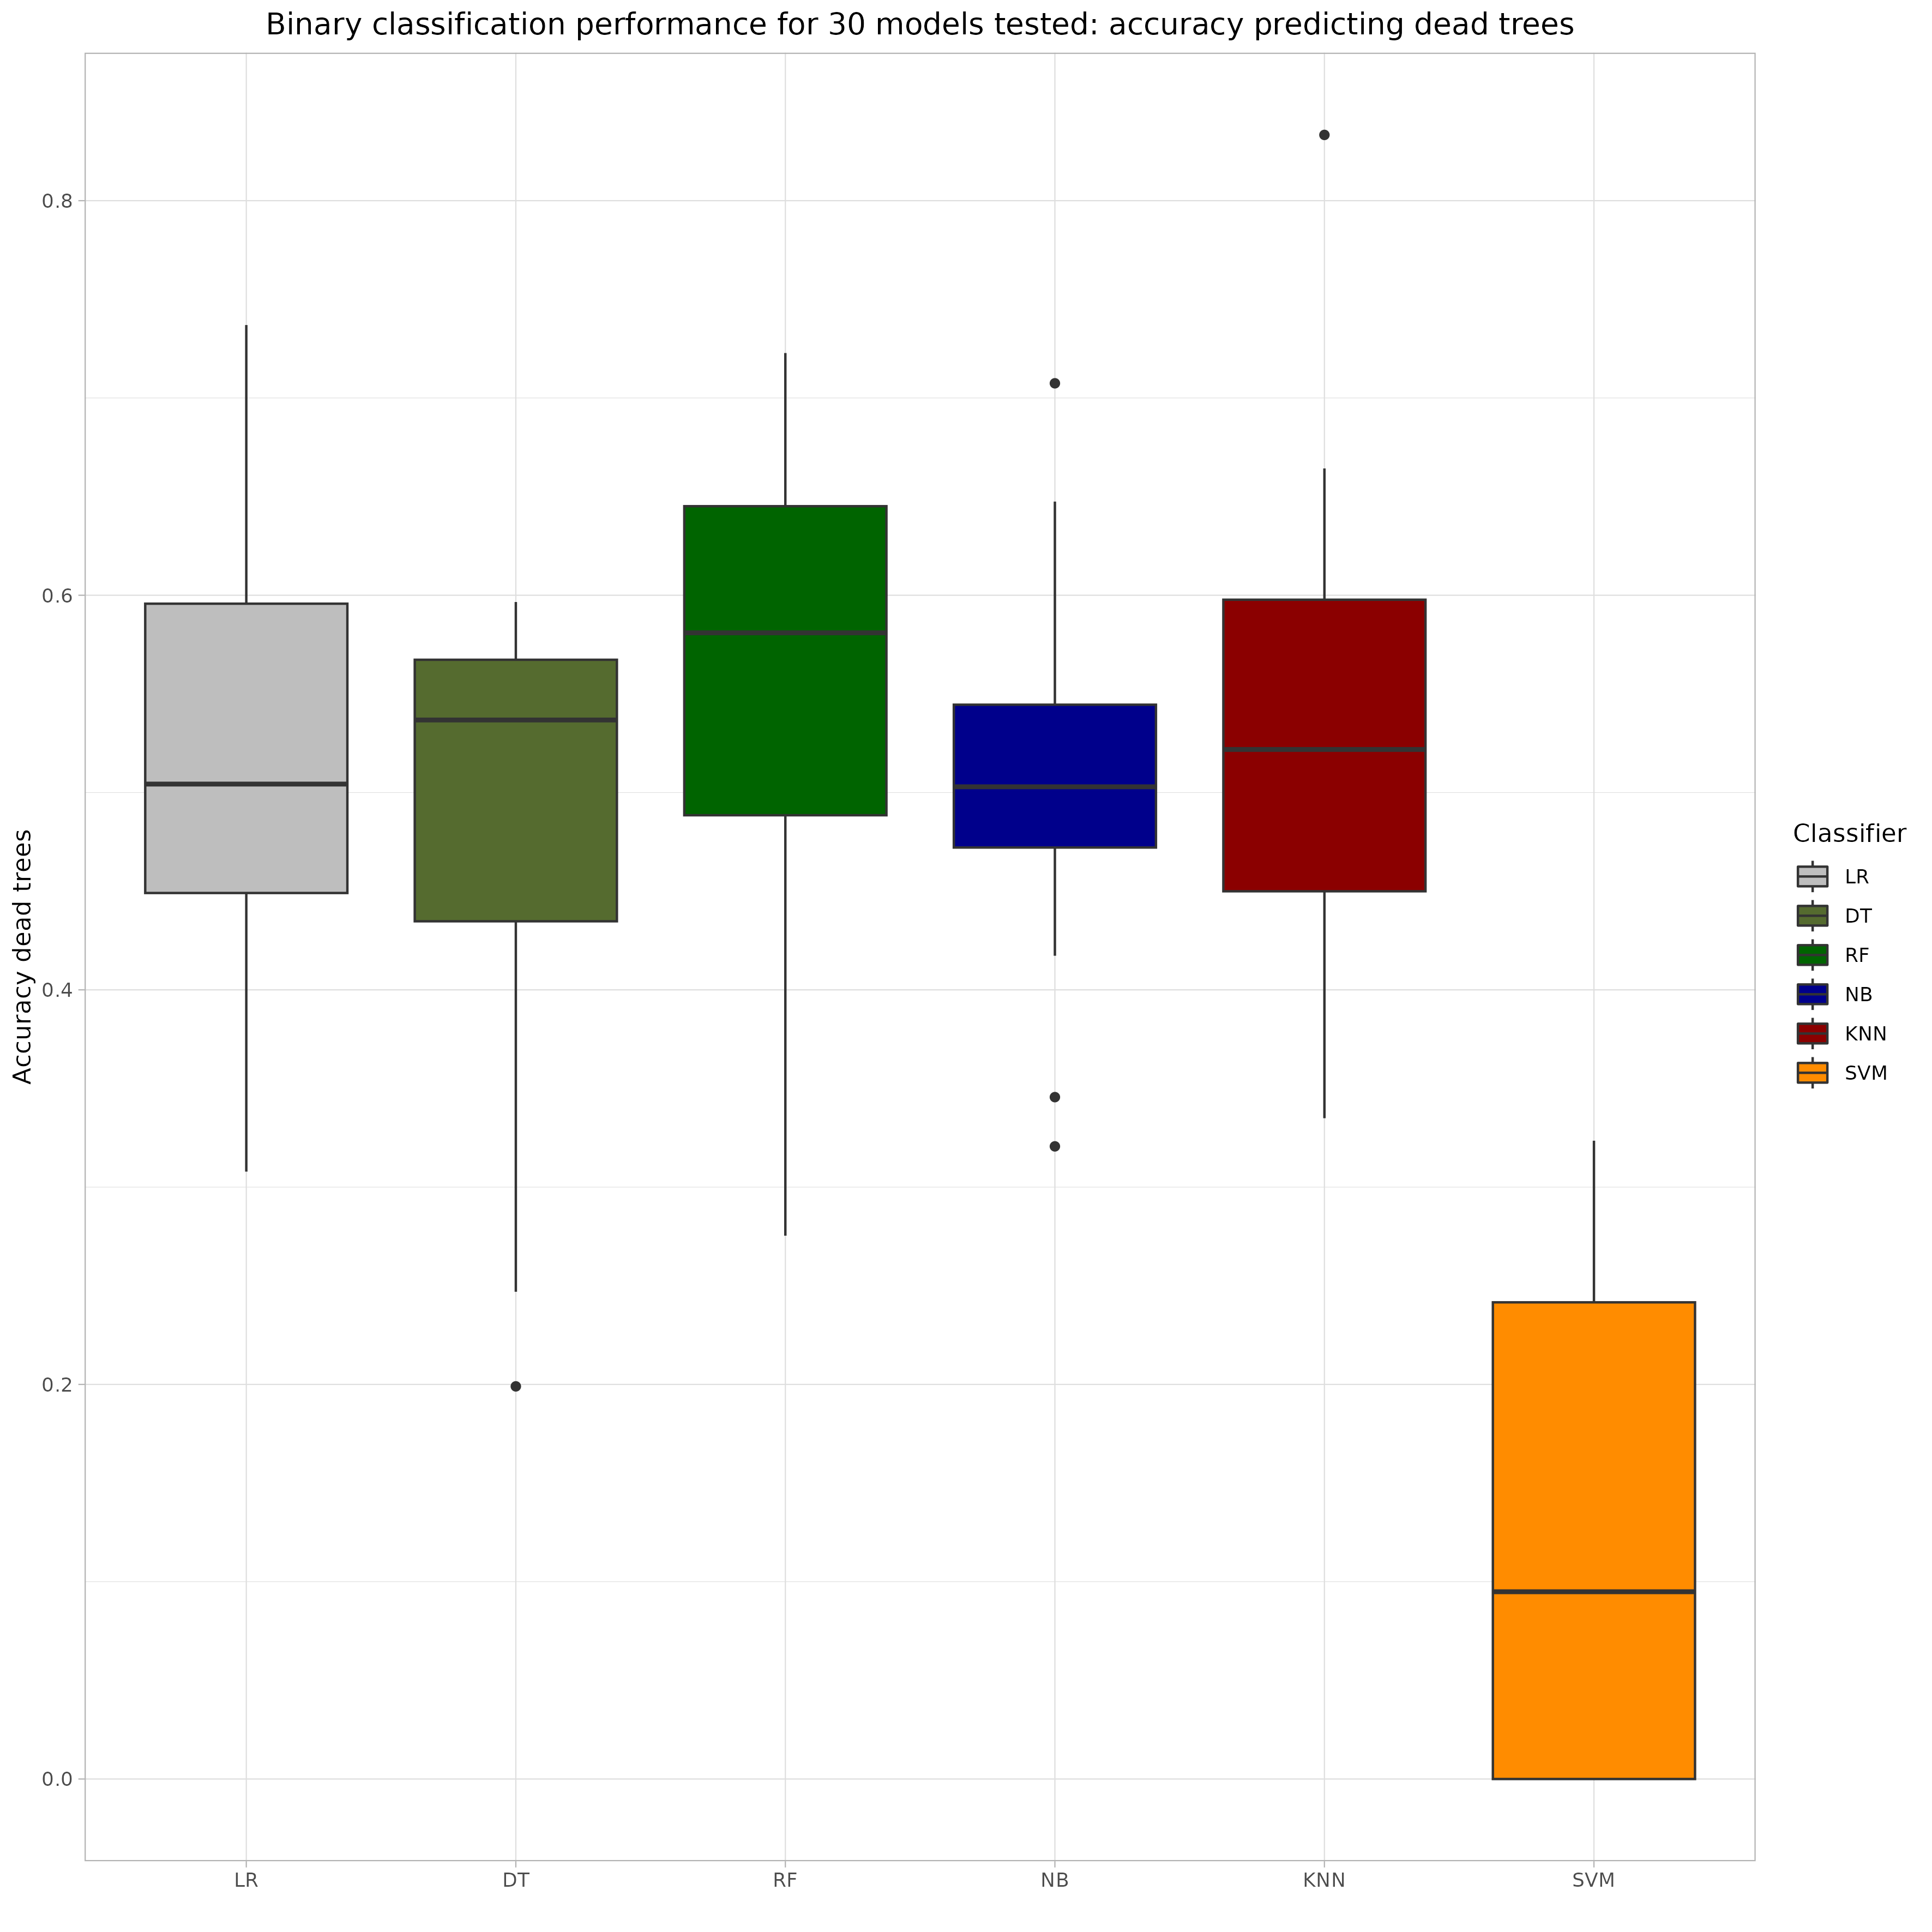 Binary classification performance for 30 models tested: accuracy predicting dead trees
Accuracy dead trees
0.8
0.6
0.4
0.2
0.0
LR
DT
RF
NB
KNN
SVM
Classifier
LR
DT
RF
NB
KNN
SVM